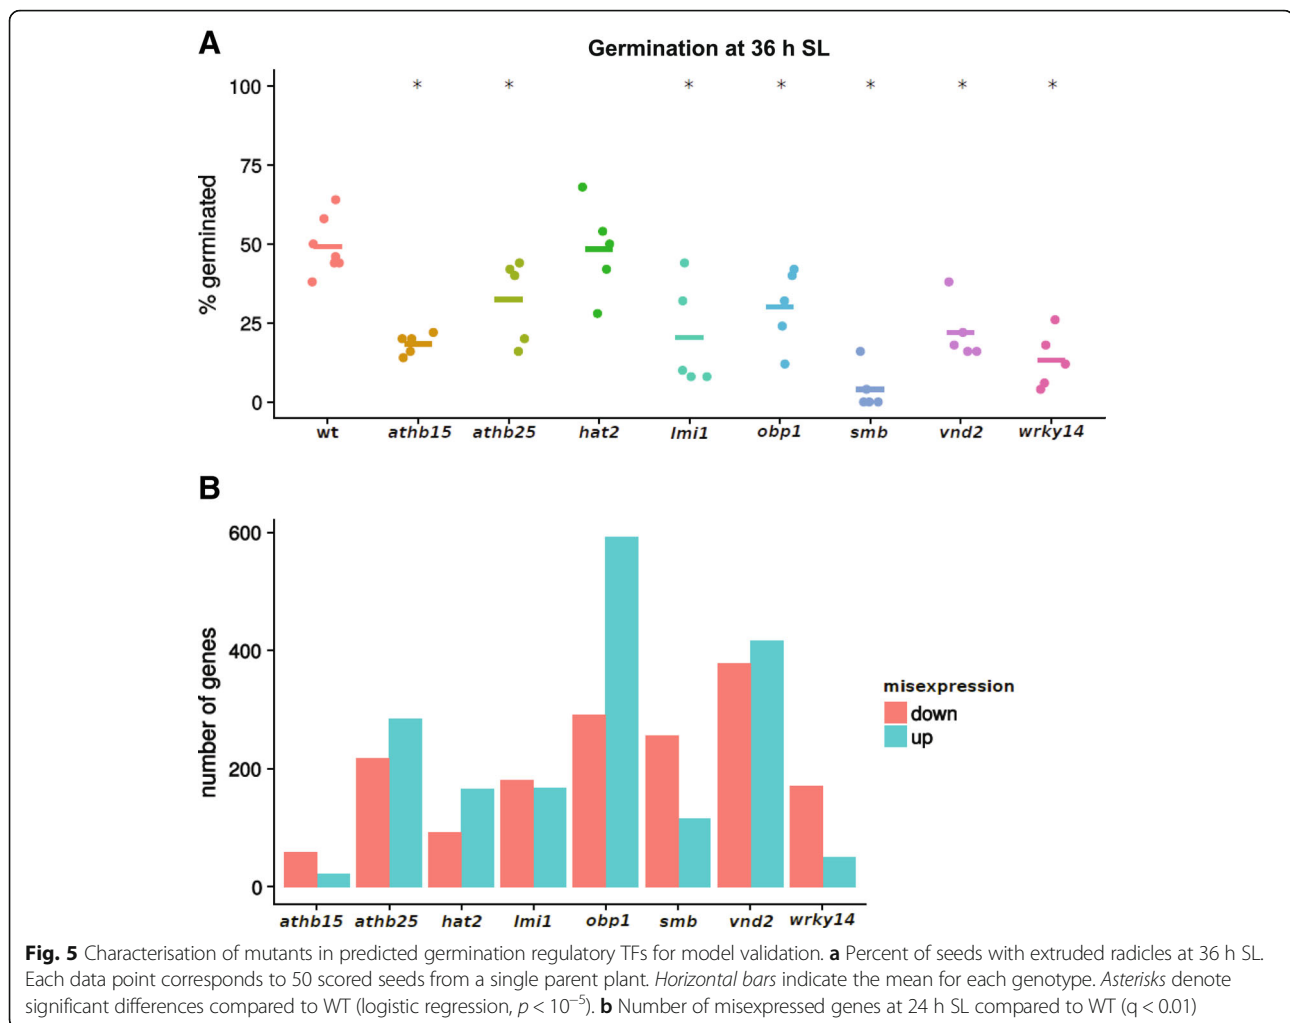 A
Germination at 36 h SL
100
75
50
25
0
% germinated
* * * * * * *
wt athb15 athb25 hat2 lmi1 obp1 smb vnd2 wrky14
B
600
400
200
0
number of genes
misexpression
down
up
athb15 athb25 hat2 lmi1 obp1 smb vnd2 wrky14
Fig. 5 Characterisation of mutants in predicted germination regulatory TFs for model validation. a Percent of seeds with extruded radicles at 36 h SL.
Each data point corresponds to 50 scored seeds from a single parent plant. Horizontal bars indicate the mean for each genotype. Asterisks denote
significant differences compared to WT (logistic regression, p < 10⁻⁵). b Number of misexpressed genes at 24 h SL compared to WT (q < 0.01)